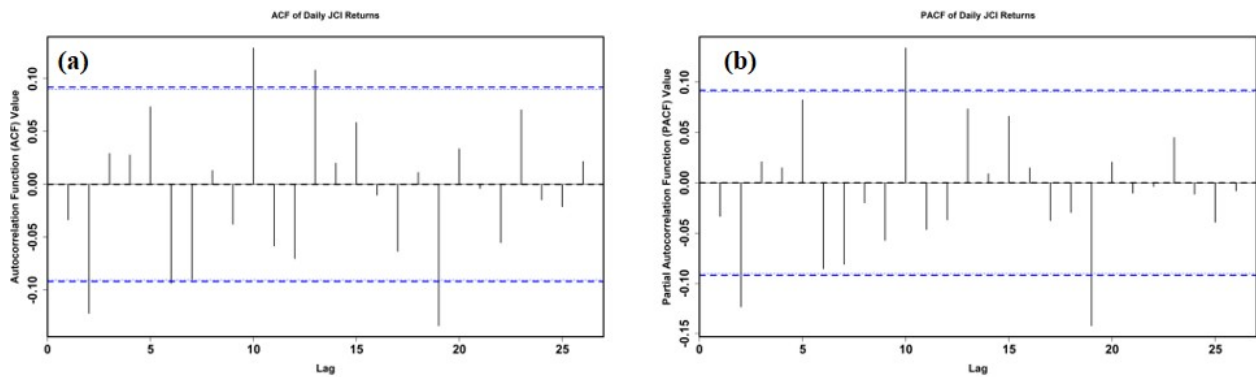 ACF of Daily JCI Returns
(a)
Autocorrelation Function (ACF) Value
0.10
0.05
0.00
-0.05
-0.10
0 5 10 15 20 25
Lag
PACF of Daily JCI Returns
(b)
Partial Autocorrelation Function (PACF) Value
0.10
0.05
0.00
-0.05
-0.10
-0.15
0 5 10 15 20 25
Lag